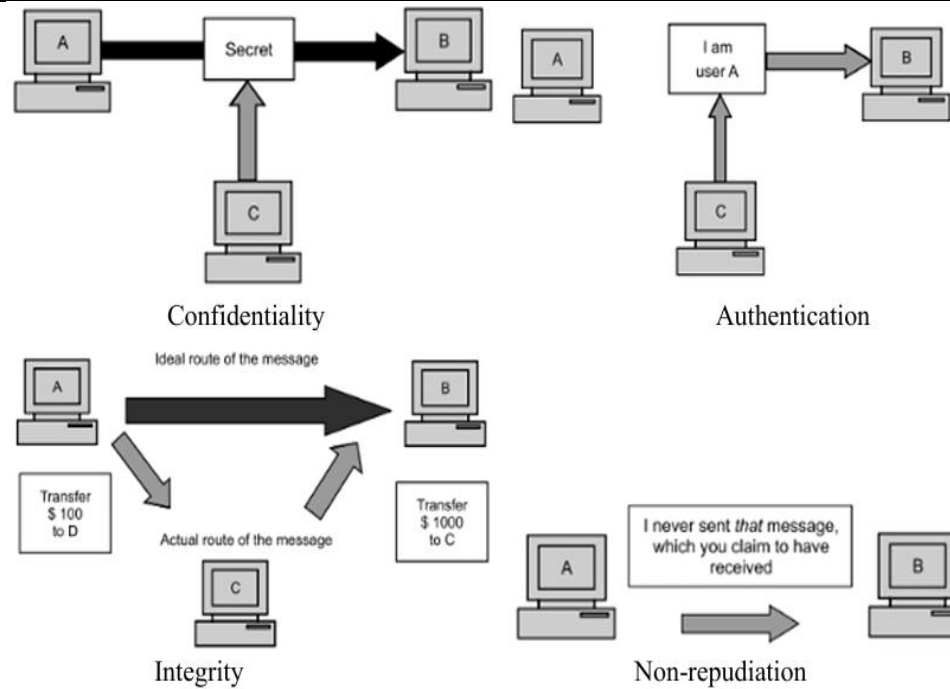 A
Secret
B
C
Confidentiality
A
I am
user A
B
C
Authentication
Ideal route of the message
A
B
Transfer
$ 100
to D
Transfer
$ 1000
to C
Actual route of the message
C
Integrity
I never sent that message,
which you claim to have
received
A
B
Non-repudiation